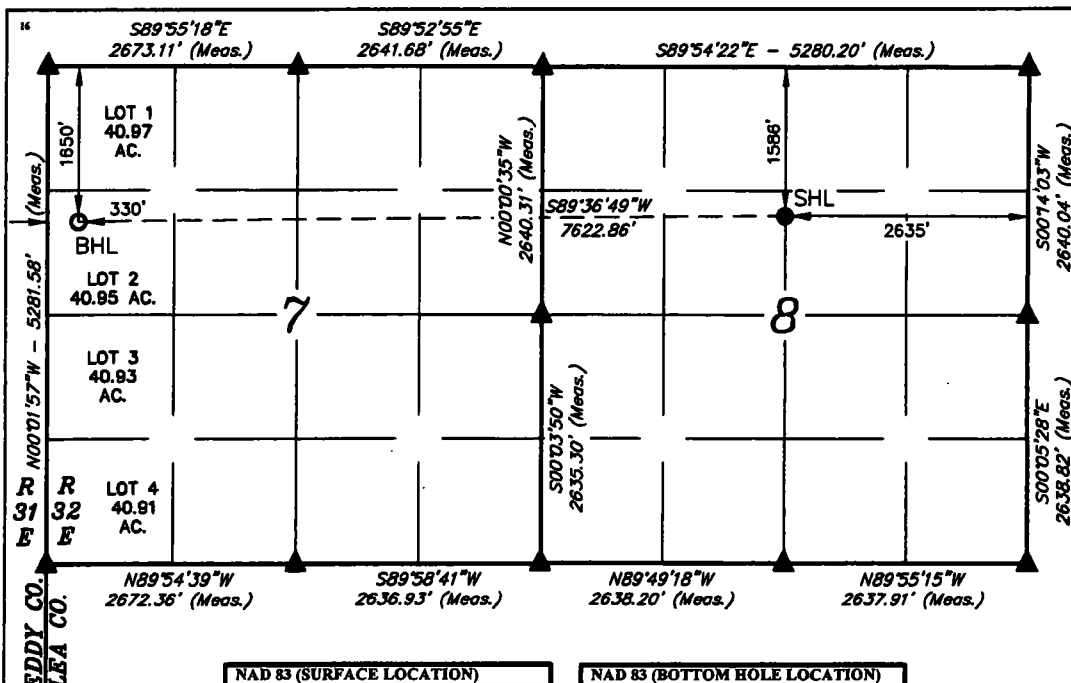 16
S89°55'18"E
2673.11' (Meas.)
S89°52'55"E
2641.68' (Meas.)
S89°54'22"E - 5280.20' (Meas.)
LOT 1
40.97
AC.
1650'
330'
BHL
N00°01'57"W - 5281.58' (Meas.)
LOT 2
40.95 AC.
7
LOT 3
40.93
AC.
LOT 4
40.91
AC.
N00°00'35"W
2640.31' (Meas.)
S89°36'49"W
7622.86'
1586'
SHL
2635'
8
S00°14'03"W
2640.04' (Meas.)
S00°03'50"W
2635.30' (Meas.)
S00°05'28"E
2638.82' (Meas.)
R R
31 32
E E
N89°54'39"W
2672.36' (Meas.)
S89°58'41"W
2636.93' (Meas.)
N89°49'18"W
2638.20' (Meas.)
N89°55'15"W
2637.91' (Meas.)
EDDY CO.
LEA CO.
NAD 83 (SURFACE LOCATION)
NAD 83 (BOTTOM HOLE LOCATION)